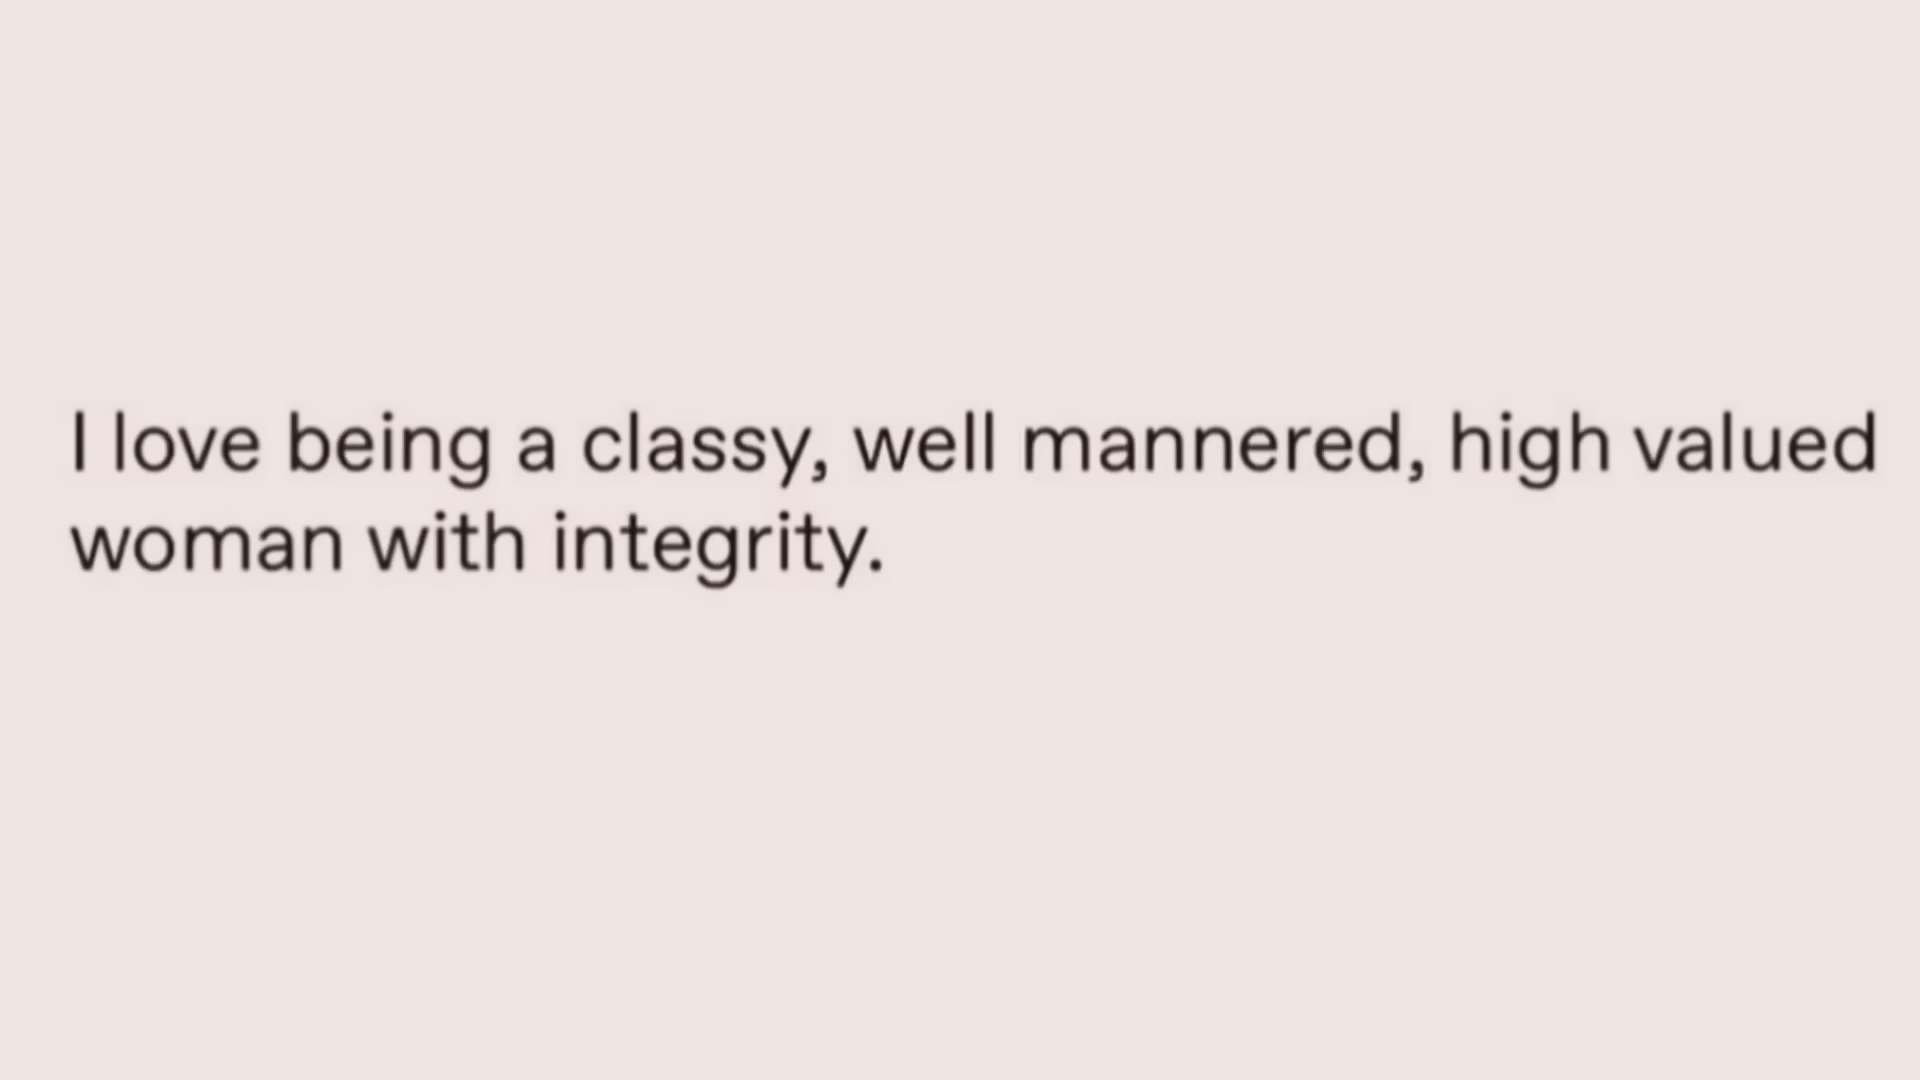 I love being a classy, well mannered, high valued
woman with integrity.